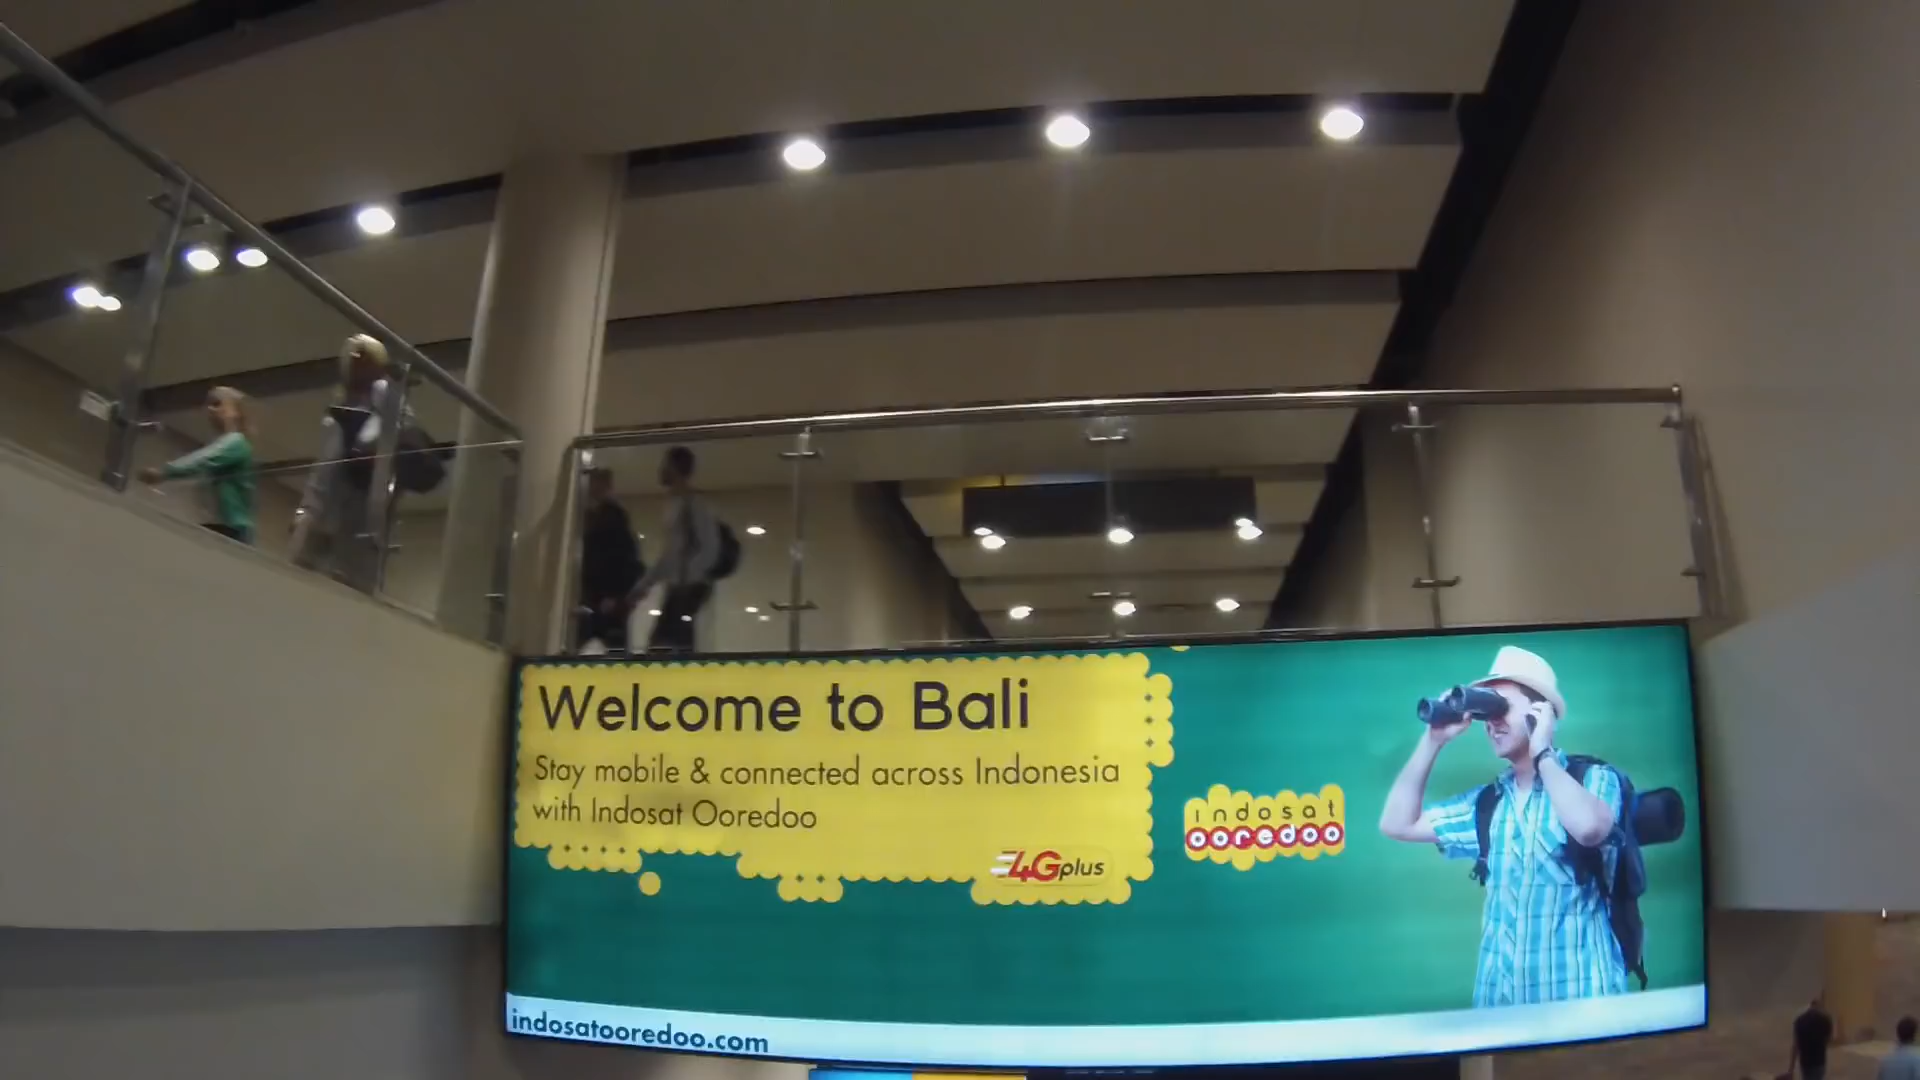 Welcome to Bali
Stay mobile & connected across Indonesia
with Indosat Ooredoo
4Gplus
indosat
ooredoo
indosatooredoo.com